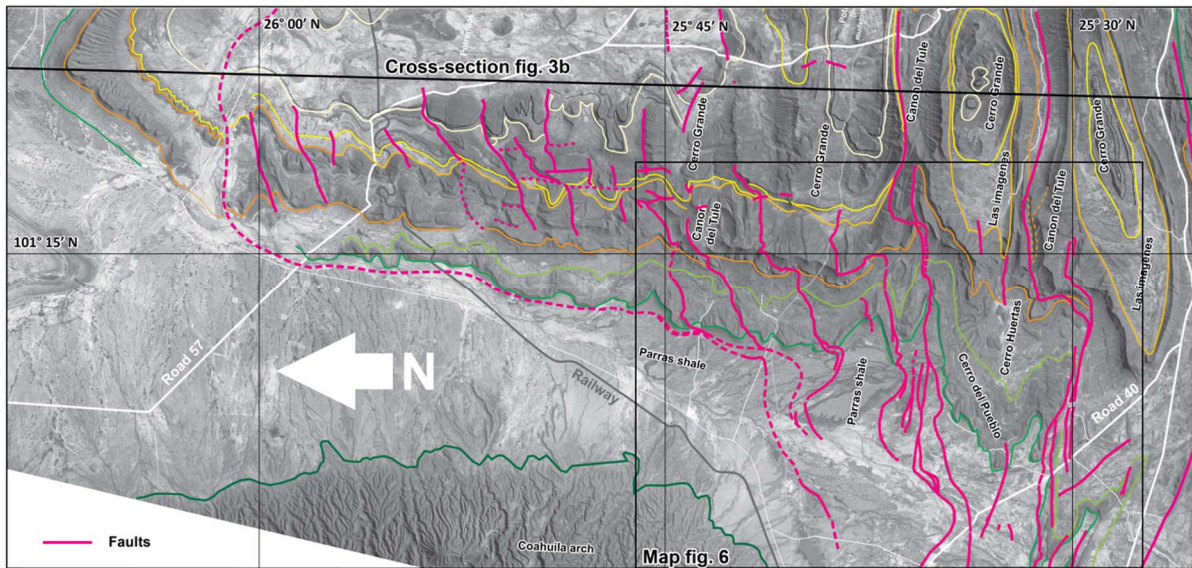 26° 00' N
25° 45' N
25° 30' N
Cross-section fig. 3b
Canon del Tule
Cerro Grande
Cerro Grande
Cerro Grande
Cerro Grande
Las imagenes
Canon
del Tule
Canon del Tule
101° 15' N
Las imagenes
Road 57
N
Railway
Parras shale
Parras shale
Cerro Huertas
Cerro del Pueblo
Road 40
Faults
Coahuila arch
Map fig. 6